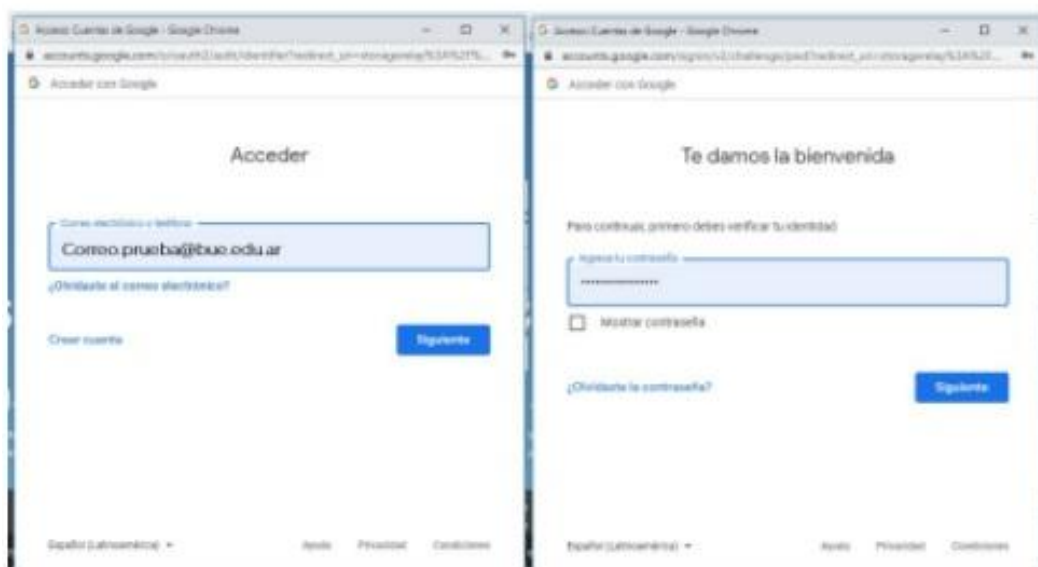 Acceso Cuentas de Google - Google Chrome
accounts.google.com
Acceder con Google
Acceder
Correo electrónico o teléfono
Correo.prueba@bue.edu.ar
¿Olvidaste el correo electrónico?
Crear cuenta
Siguiente
Español (Latinoamérica)
Ayuda Privacidad Condiciones
Acceso Cuentas de Google - Google Chrome
accounts.google.com
Acceder con Google
Te damos la bienvenida
Para continuar, primero debes verificar tu identidad
Ingresa tu contraseña
Mostrar contraseña
¿Olvidaste la contraseña?
Siguiente
Español (Latinoamérica)
Ayuda Privacidad Condiciones